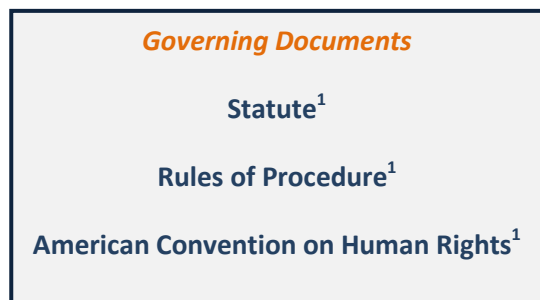 Governing Documents
Statute¹
Rules of Procedure¹
American Convention on Human Rights¹